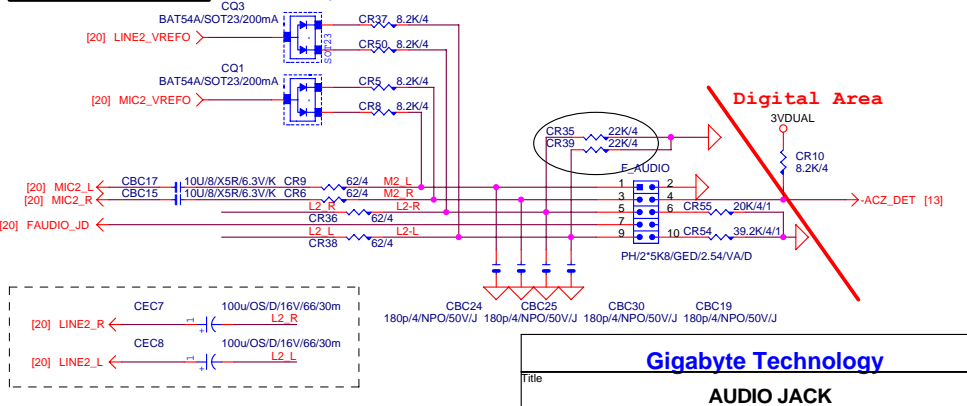 CQ3
BAT54A/SOT23/200mA
CR37 8.2K/4
[20] LINE2_VREFO
SOT23
CR50 8.2K/4
CQ1
BAT54A/SOT23/200mA
CR5 8.2K/4
[20] MIC2_VREFO
CR8 8.2K/4
Digital Area
3VDUAL
CR35 22K/4
CR39 22K/4
CR10
8.2K/4
F_AUDIO
[20] MIC2_L CBC17 10U/8/X5R/6.3V/K CR9 62/4 M2_L 1 2
[20] MIC2_R CBC15 10U/8/X5R/6.3V/K CR6 62/4 M2_R 3 4 -ACZ_DET [13]
L2_R CR36 62/4 L2-R 5 6 CR55 20K/4/1
[20] FAUDIO_JD 7
L2_L CR38 62/4 L2-L 9 10 CR54 39.2K/4/1
PH/2*5K8/GED/2.54/VA/D
CBC24 CBC25 CBC30 CBC19
180p/4/NPO/50V/J 180p/4/NPO/50V/J 180p/4/NPO/50V/J 180p/4/NPO/50V/J
CEC7 100u/OS/D/16V/66/30m
[20] LINE2_R 1 + L2_R
CEC8 100u/OS/D/16V/66/30m
[20] LINE2_L 1 + L2_L
Gigabyte Technology
Title
AUDIO JACK